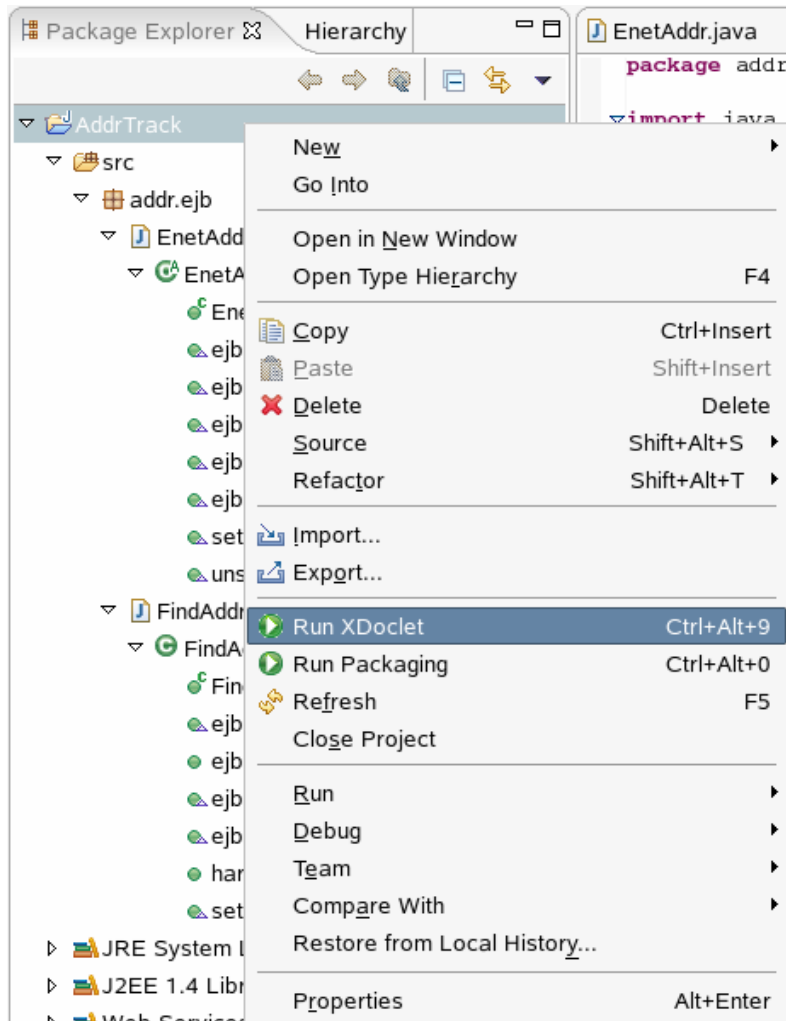 Package Explorer Hierarchy
EnetAddr.java
package addr
import java
AddrTrack
src
addr.ejb
EnetAdd
EnetA
Ene
ejb
ejb
ejb
ejb
ejb
set
uns
FindAddr
FindA
Fin
ejb
ejb
ejb
ejb
har
set
JRE System L
J2EE 1.4 Libr
Web Services
New
Go Into
Open in New Window
Open Type Hierarchy F4
Copy Ctrl+Insert
Paste Shift+Insert
Delete Delete
Source Shift+Alt+S
Refactor Shift+Alt+T
Import...
Export...
Run XDoclet Ctrl+Alt+9
Run Packaging Ctrl+Alt+0
Refresh F5
Close Project
Run
Debug
Team
Compare With
Restore from Local History...
Properties Alt+Enter